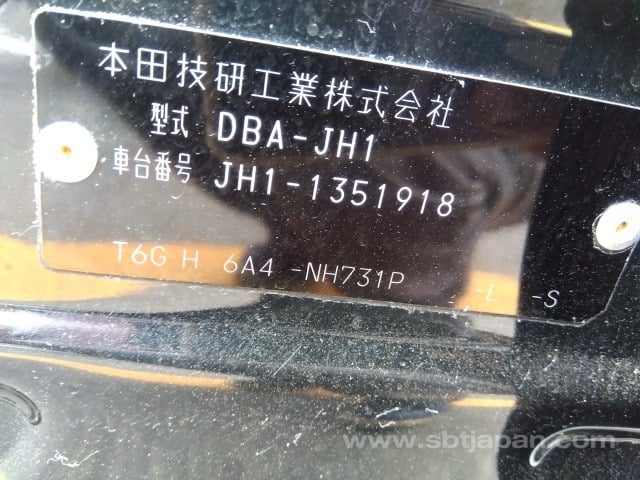 本田技研工業株式会社
型式 DBA-JH1
車台番号 JH1-1351918
T6G H 6A4 -NH731P -L -S
www.sbtjapan.com